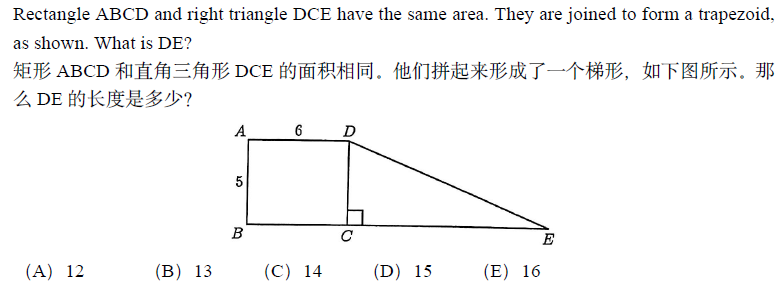 Rectangle ABCD and right triangle DCE have the same area. They are joined to form a trapezoid,
as shown. What is DE?
矩形 ABCD 和直角三角形 DCE 的面积相同。他们拼起来形成了一个梯形，如下图所示。那
么 DE 的长度是多少?
A 6 D
5
B C E
(A) 12 (B) 13 (C) 14 (D) 15 (E) 16